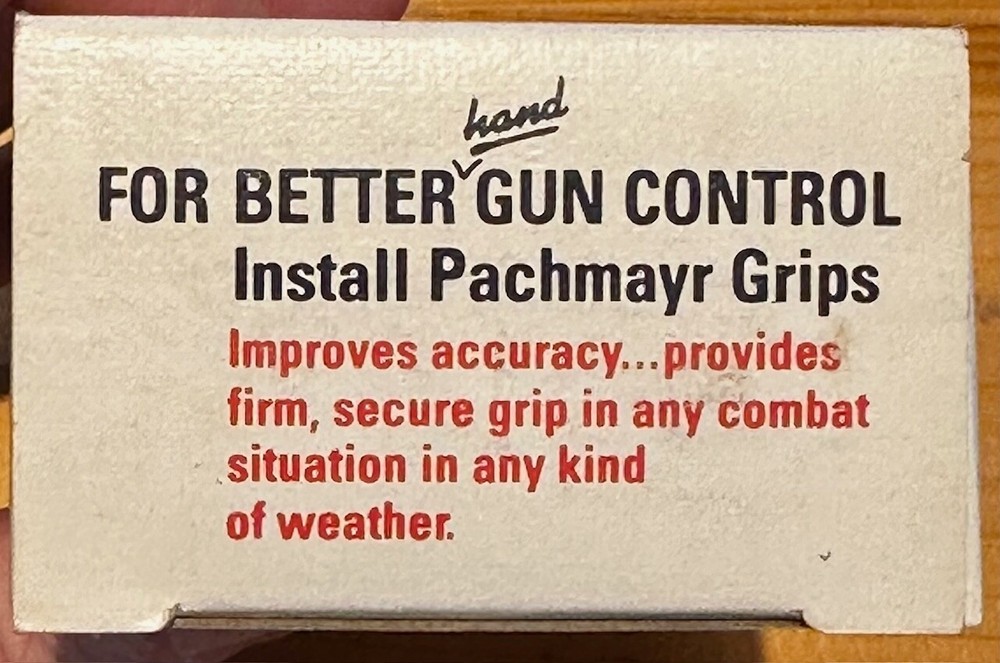 hand
FOR BETTER GUN CONTROL
Install Pachmayr Grips
Improves accuracy...provides
firm, secure grip in any combat
situation in any kind
of weather.